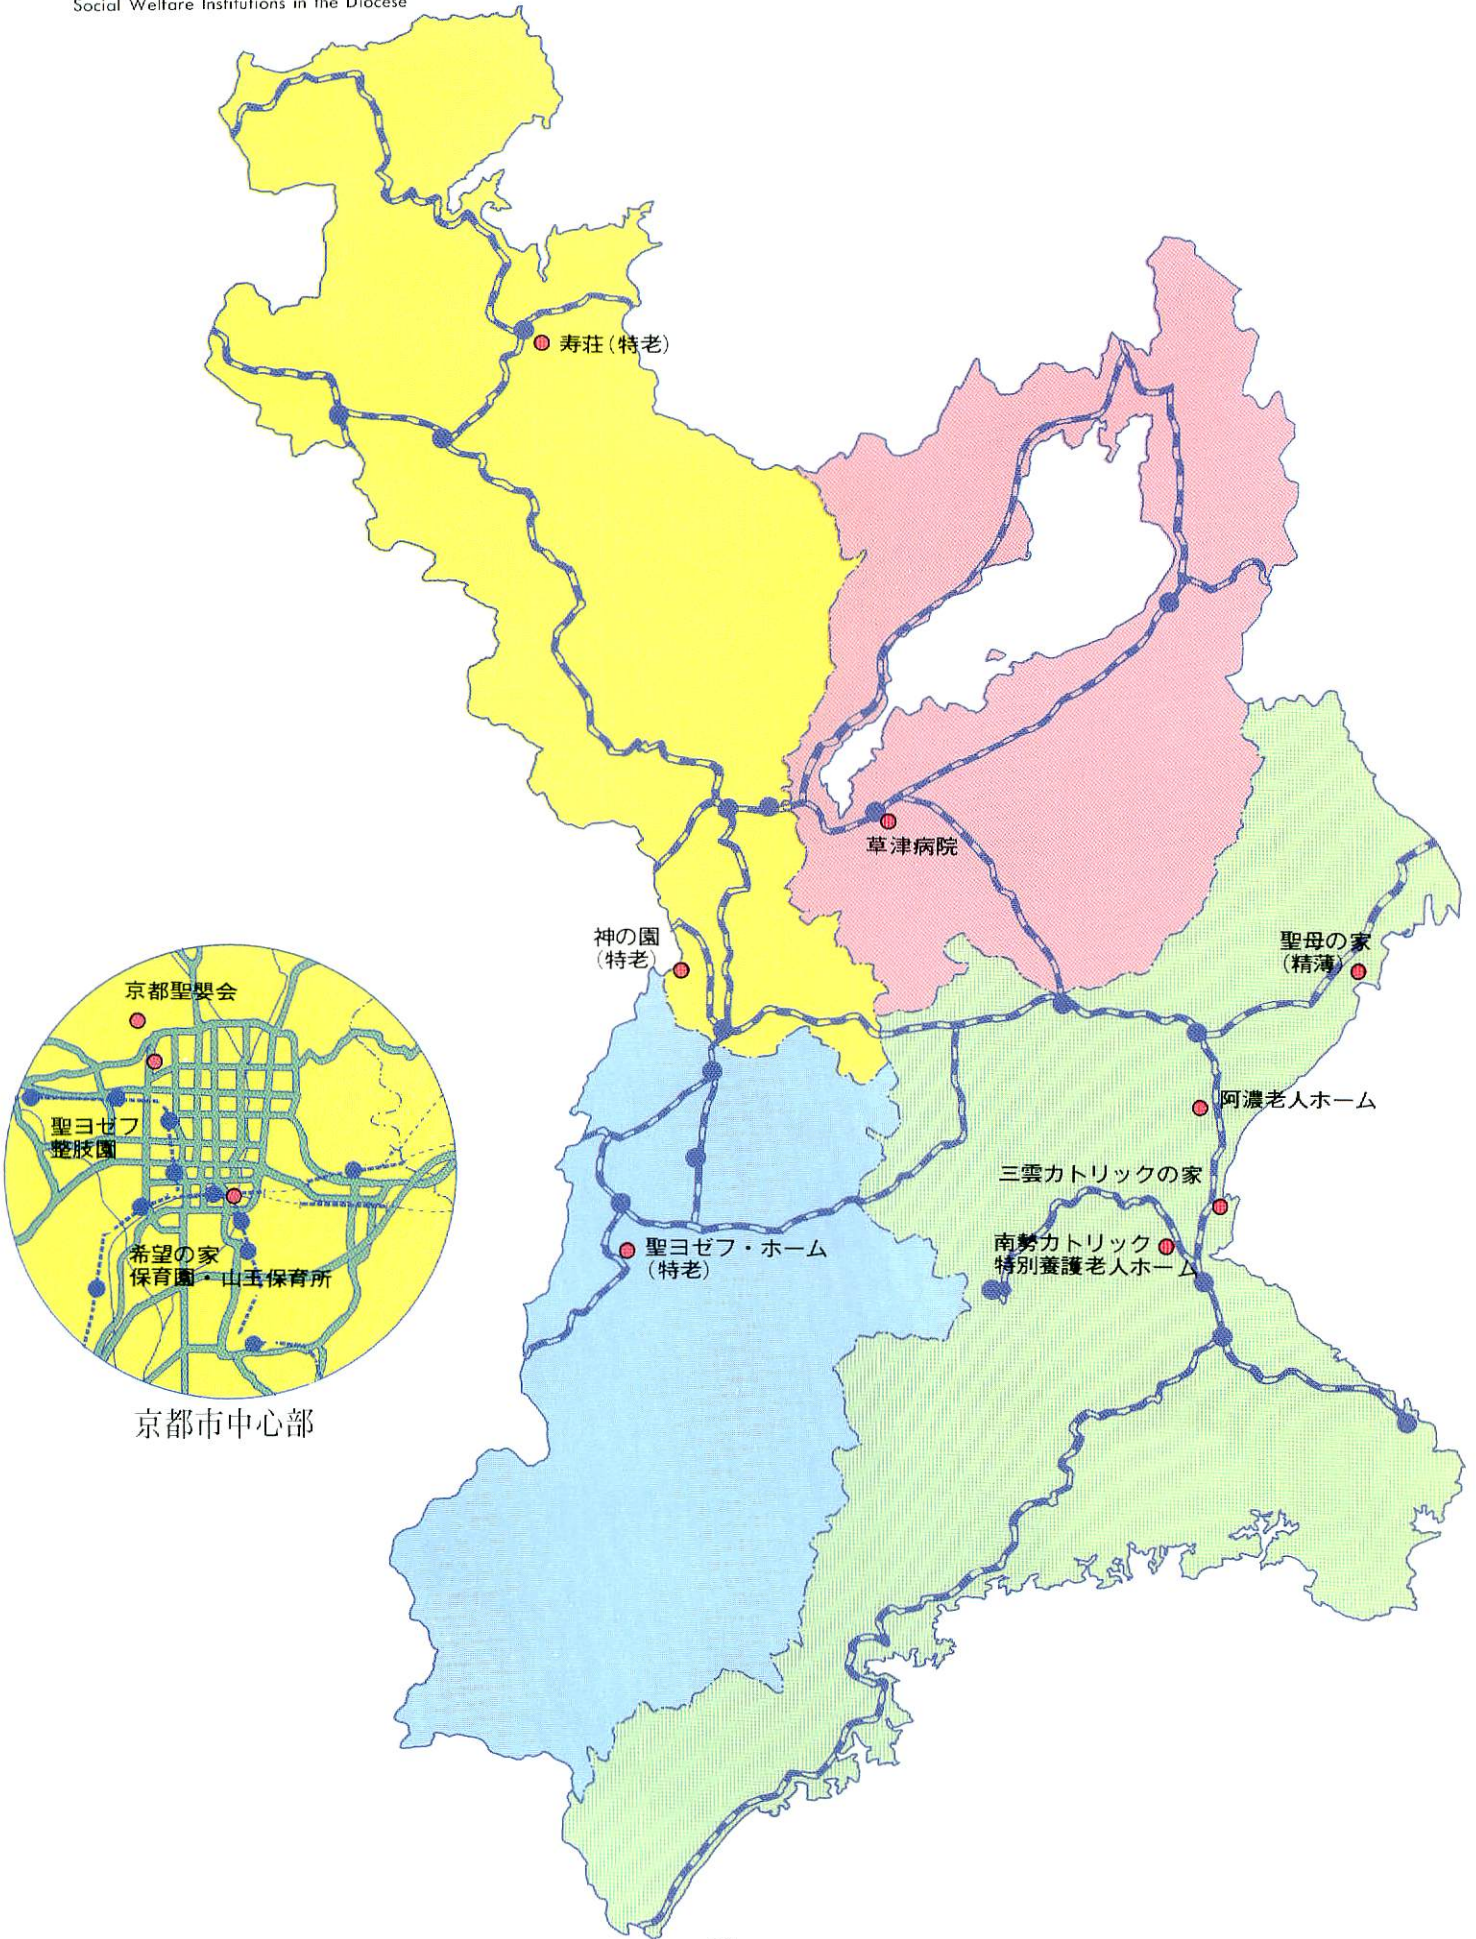 Social Welfare Institutions in the Diocese
寿荘(特老)
草津病院
神の園
(特老)
聖母の家
(精薄)
京都聖嬰会
聖ヨゼフ
整肢園
希望の家
保育園・山王保育所
京都市中心部
阿濃老人ホーム
三雲カトリックの家
南勢カトリック
特別養護老人ホーム
聖ヨゼフ・ホーム
(特老)